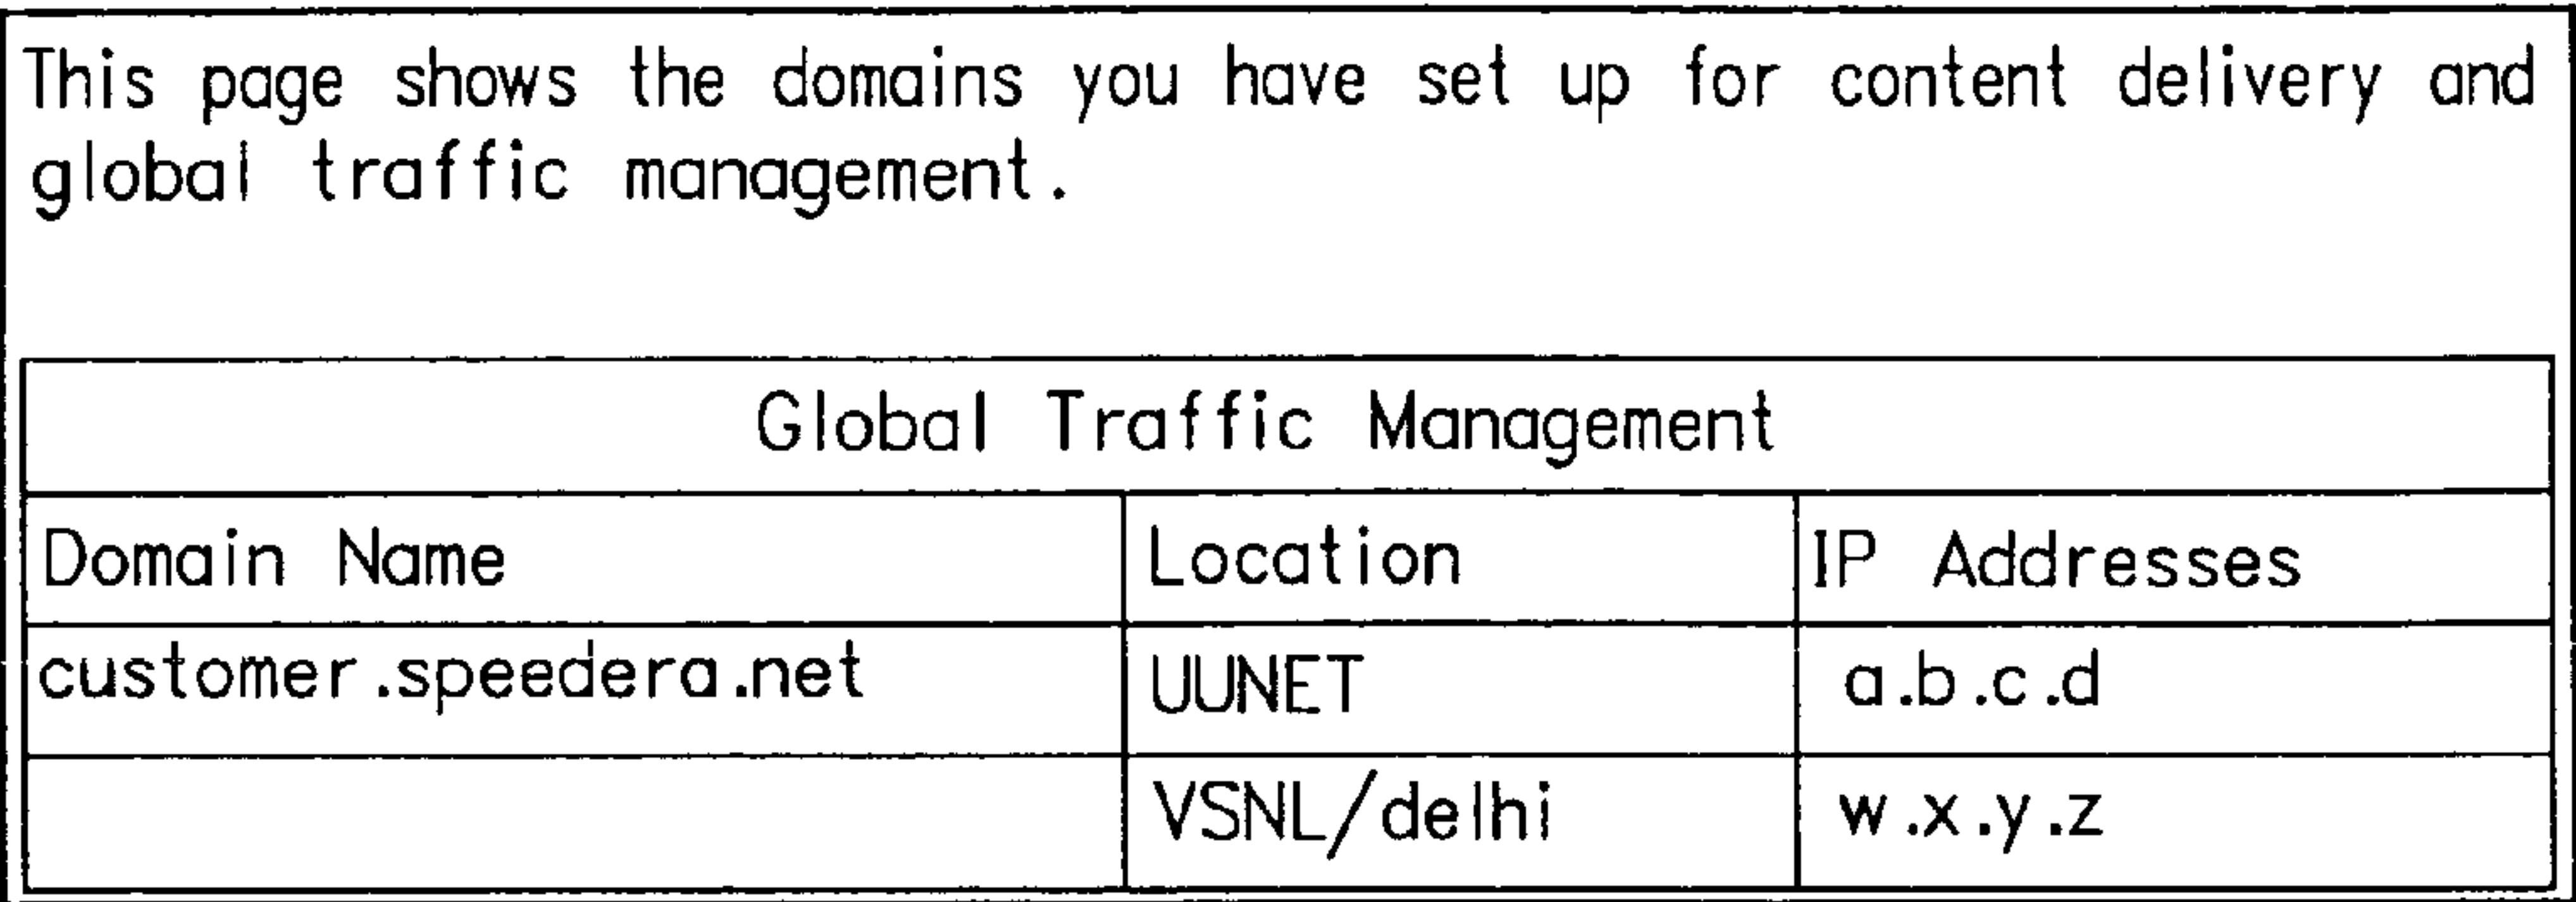 This page shows the domains you have set up for content delivery and
global traffic management.
Global Traffic Management
Domain Name Location IP Addresses
customer.speedera.net UUNET a.b.c.d
VSNL/delhi w.x.y.z